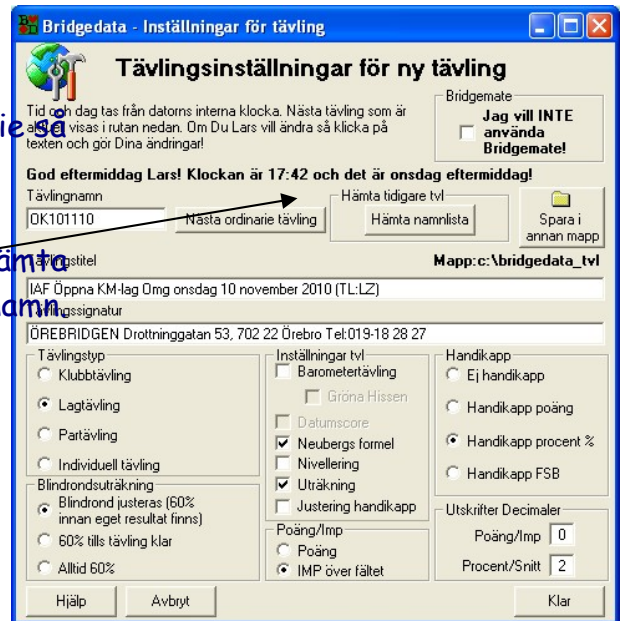 Bridgedata - Inställningar för tävling
Tävlingsinställningar för ny tävling
Tid och dag tas från datorns interna klocka. Nästa tävling som är
visas i rutan nedan. Om Du Lars vill ändra så klicka på
texten och gör Dina ändringar!
ie så
Bridgemate
Jag vill INTE
använda
Bridgemate!
God eftermiddag Lars! Klockan är 17:42 och det är onsdag eftermiddag!
Tävlingnamn
OK101110
Nästa ordinarie tävling
Hämta tidigare tvl
Hämta namnlista
Spara i
annan mapp
ämta
amn.
Tävlingstitel
Mapp:c:\bridgedata_tvl
IAF Öppna KM-lag Omg onsdag 10 november 2010 (TL:LZ)
Tävlingssignatur
ÖREBRIDGEN Drottninggatan 53, 702 22 Örebro Tel:019-18 28 27
Tävlingstyp
Klubbtävling
Lagtävling
Partävling
Individuell tävling
Blindrondsuträkning
Blindrond justeras (60%
innan eget resultat finns)
60% tills tävling klar
Alltid 60%
Inställningar tvl
Barometertävling
Gröna Hissen
Datumscore
Neubergs formel
Nivellering
Uträkning
Justering handikapp
Poäng/Imp
Poäng
IMP över fältet
Handikapp
Ej handikapp
Handikapp poäng
Handikapp procent %
Handikapp FSB
Utskrifter Decimaler
Poäng/Imp 0
Procent/Snitt 2
Hjälp
Avbryt
Klar